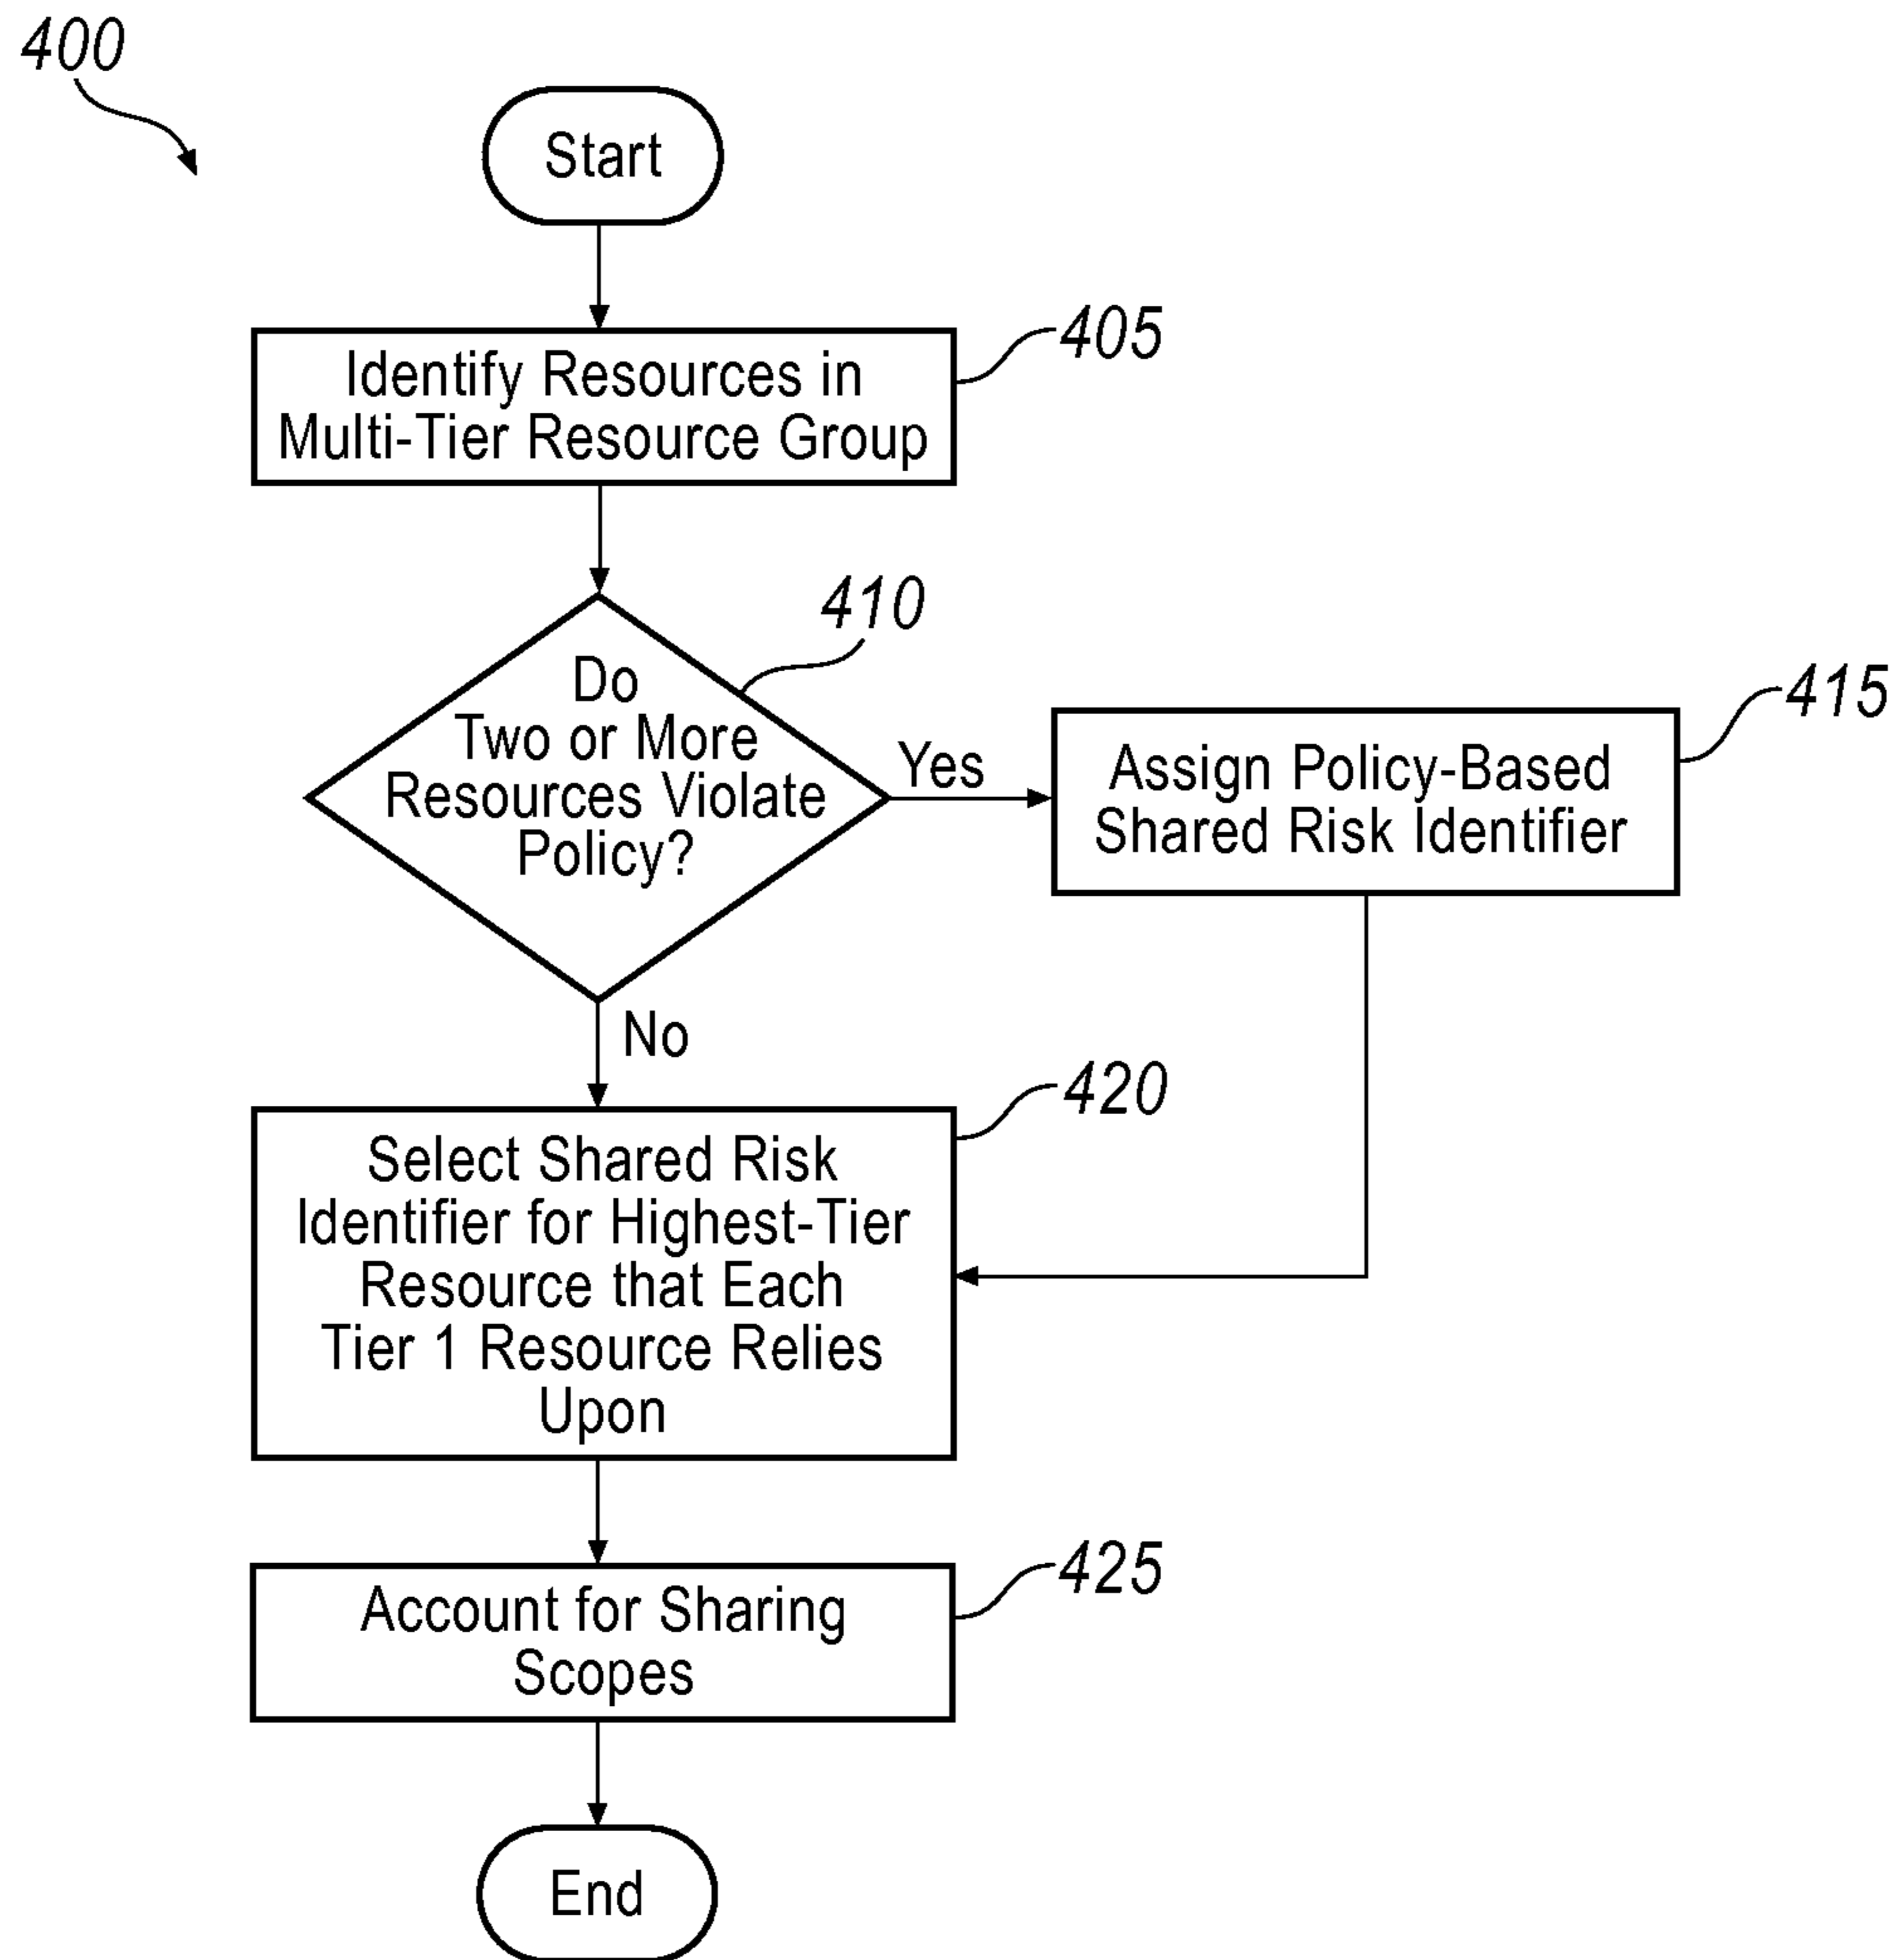 400
Start
405
Identify Resources in
Multi-Tier Resource Group
410
Do
Two or More
Resources Violate
Policy?
Yes
415
Assign Policy-Based
Shared Risk Identifier
No
420
Select Shared Risk
Identifier for Highest-Tier
Resource that Each
Tier 1 Resource Relies
Upon
425
Account for Sharing
Scopes
End